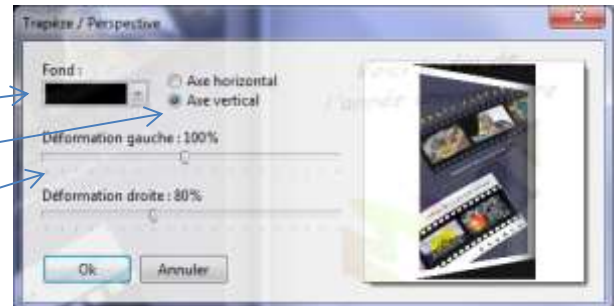 Trapèze / Perspective
Fond :
Axe horizontal
Axe vertical
Déformation gauche : 100%
Déformation droite : 80%
Ok
Annuler